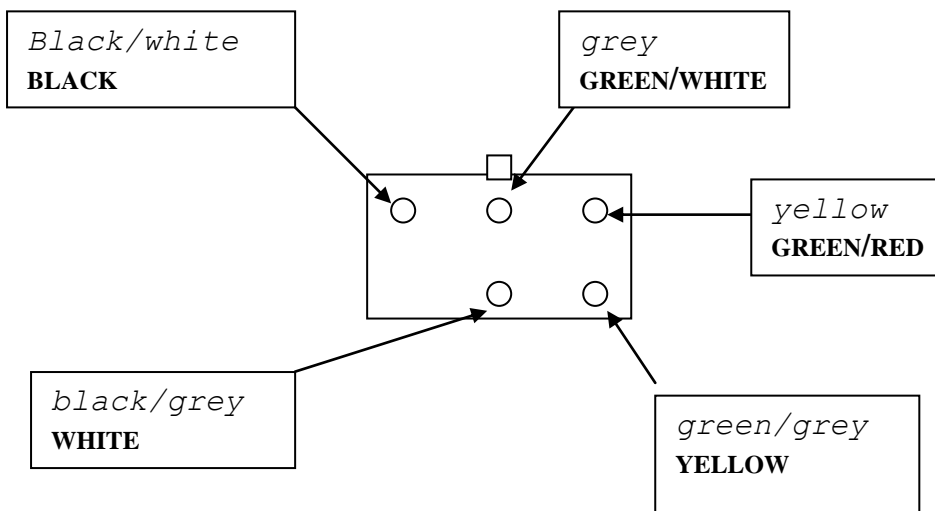 Black/white
BLACK
grey
GREEN/WHITE
yellow
GREEN/RED
black/grey
WHITE
green/grey
YELLOW